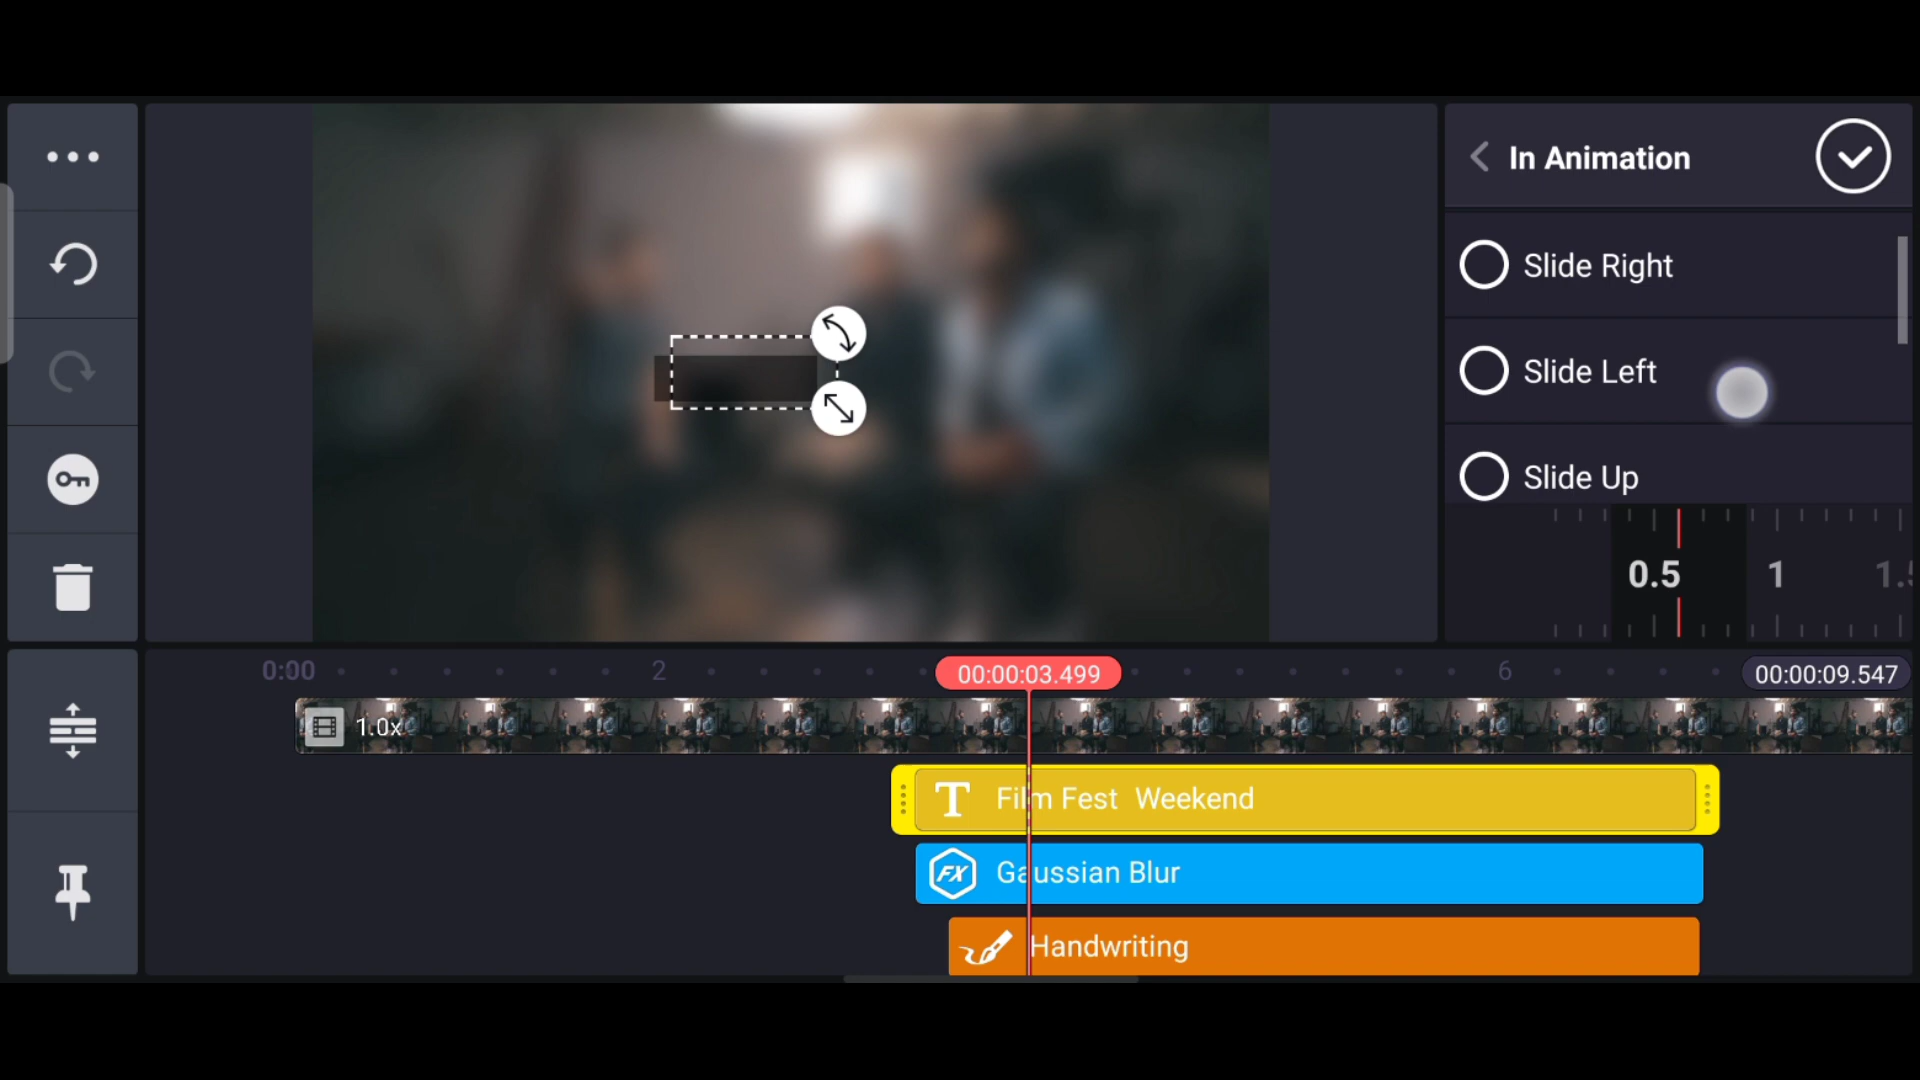 In Animation
Slide Right
Slide Left
Slide Up
0.5 1
0:00 2 00:00:03.499 6 00:00:09.547
1.0x
T Film Fest Weekend
FX Gaussian Blur
Handwriting